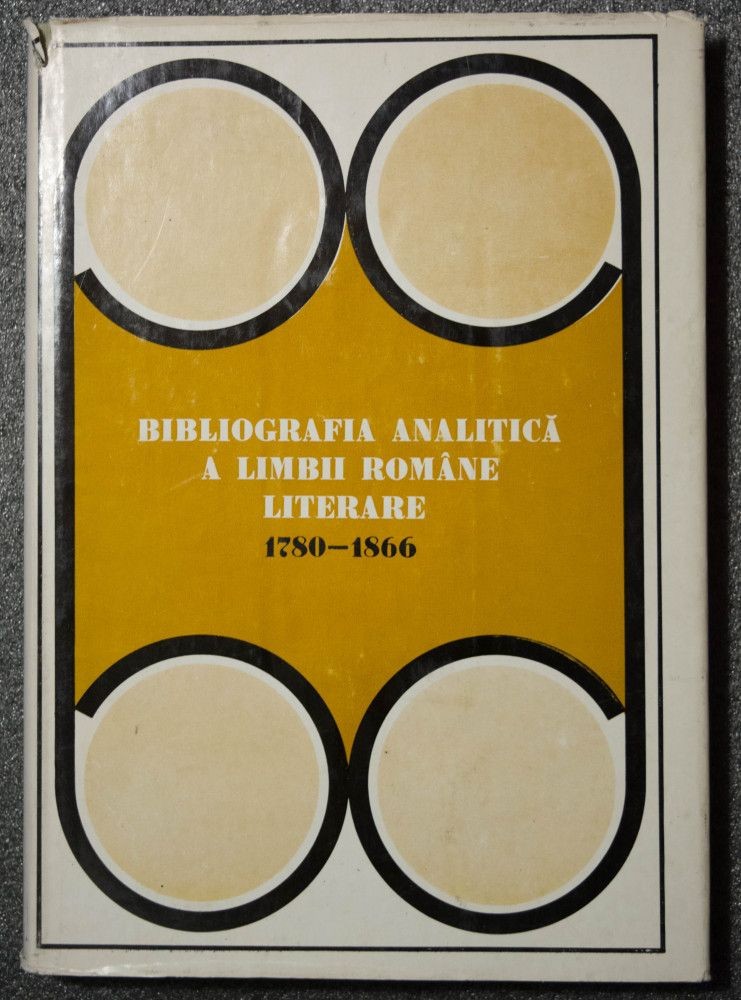 BIBLIOGRAFIA ANALITICĂ
A LIMBII ROMÂNE
LITERARE
1780—1866